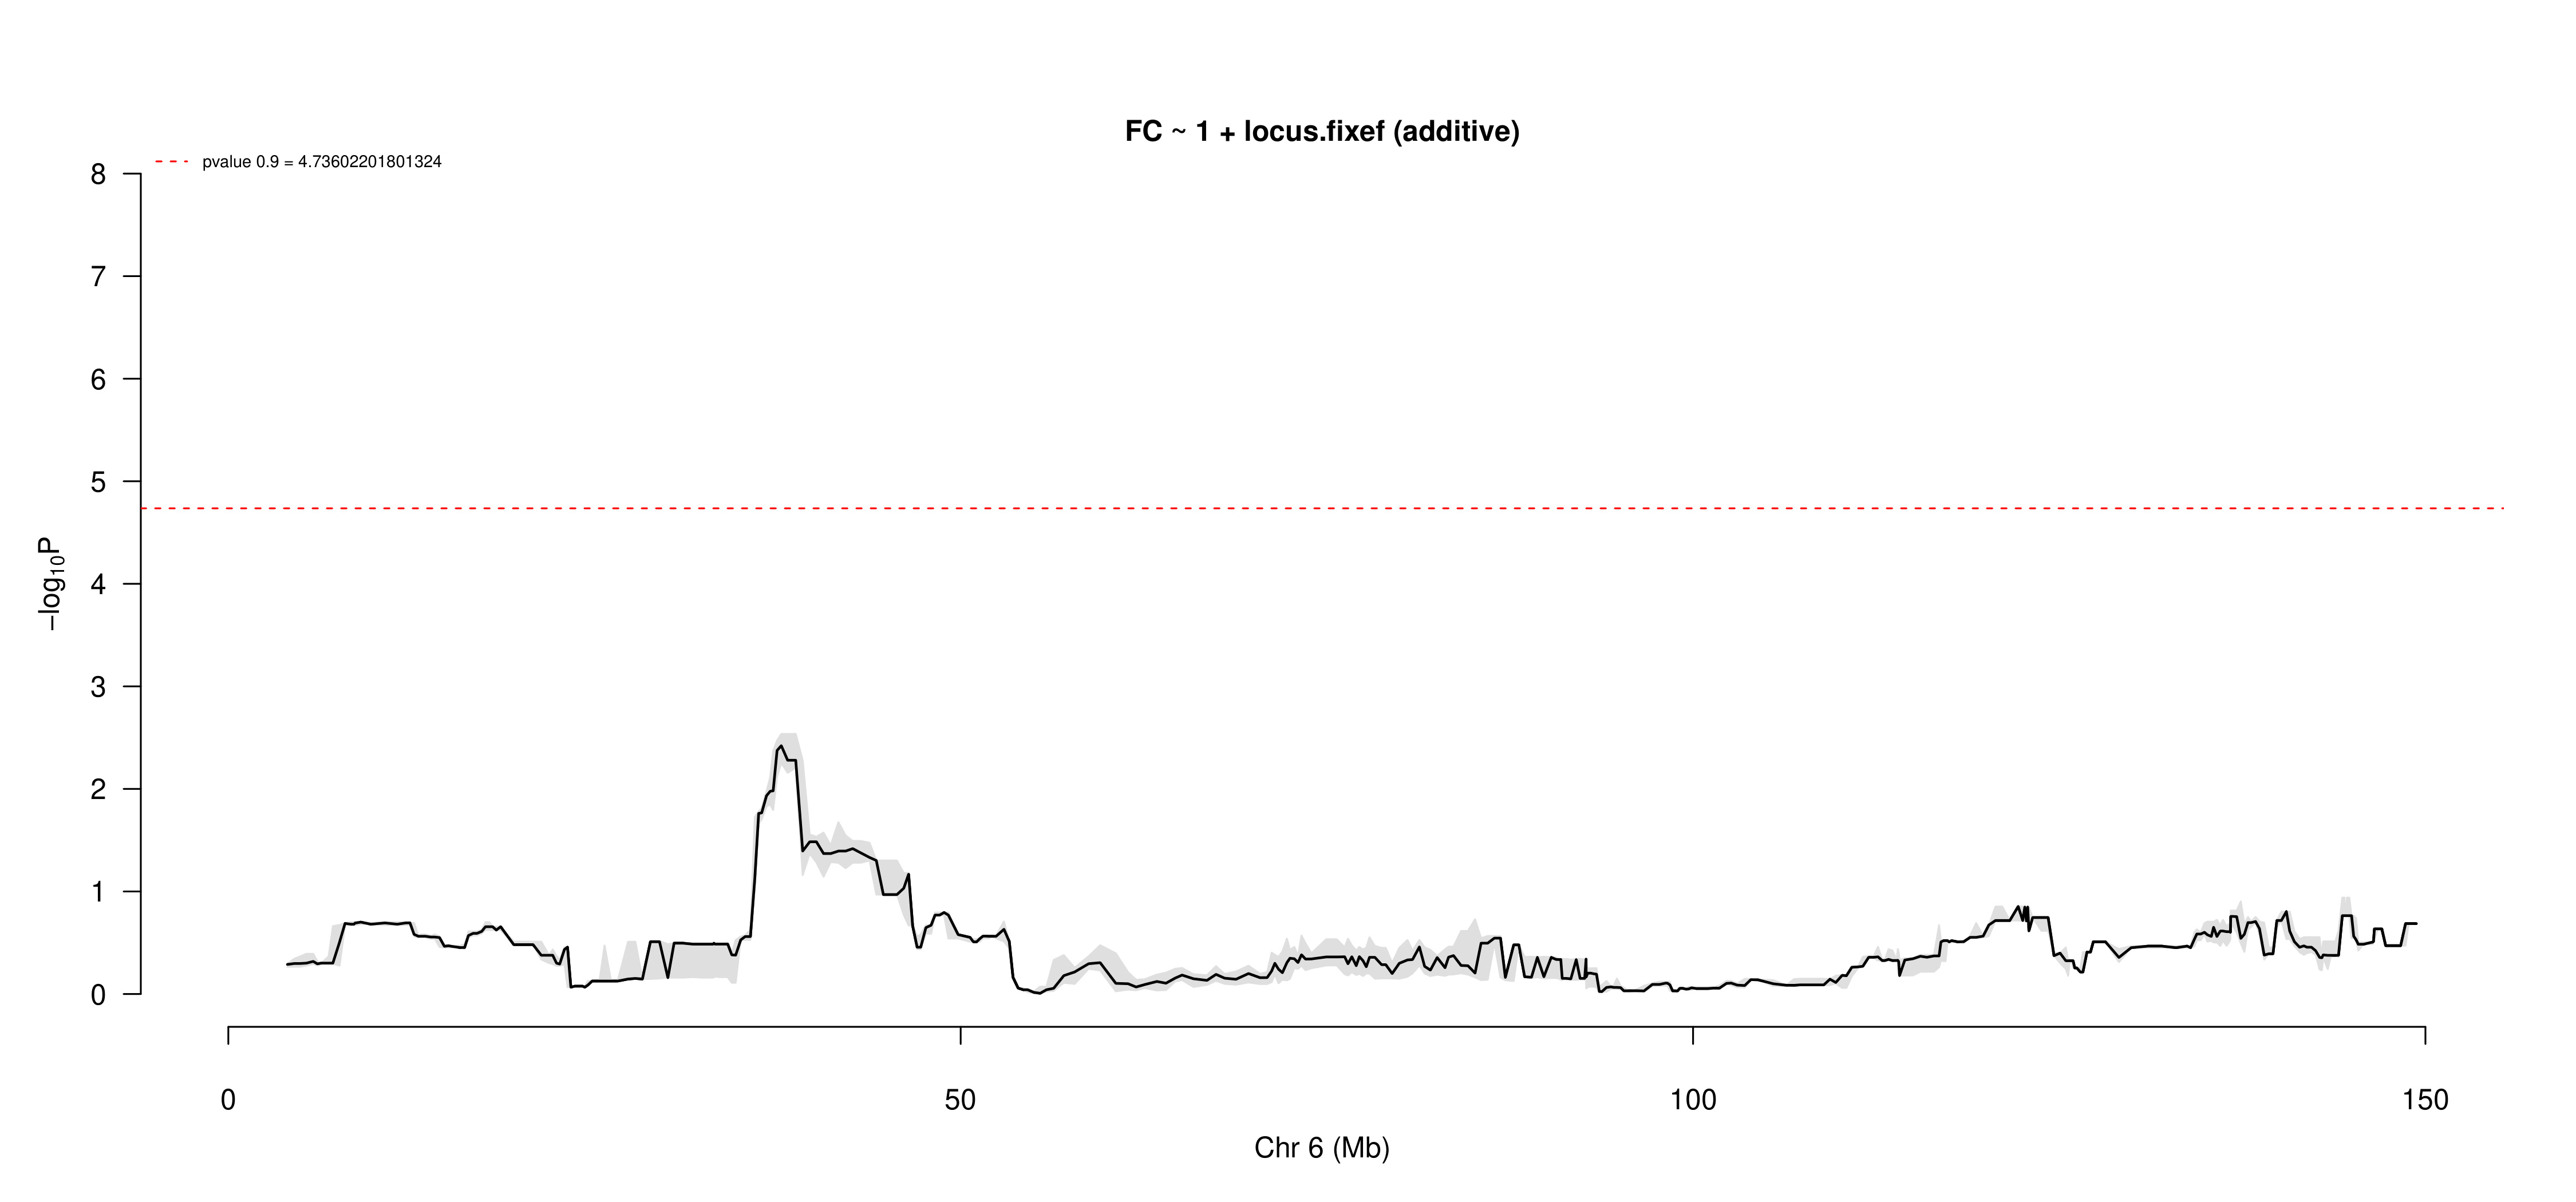 FC ~ 1 + locus.fixef (additive)
pvalue 0.9 = 4.73602201801324
8
7
6
5
4
3
2
1
0
−log10P
0 50 100 150
Chr 6 (Mb)